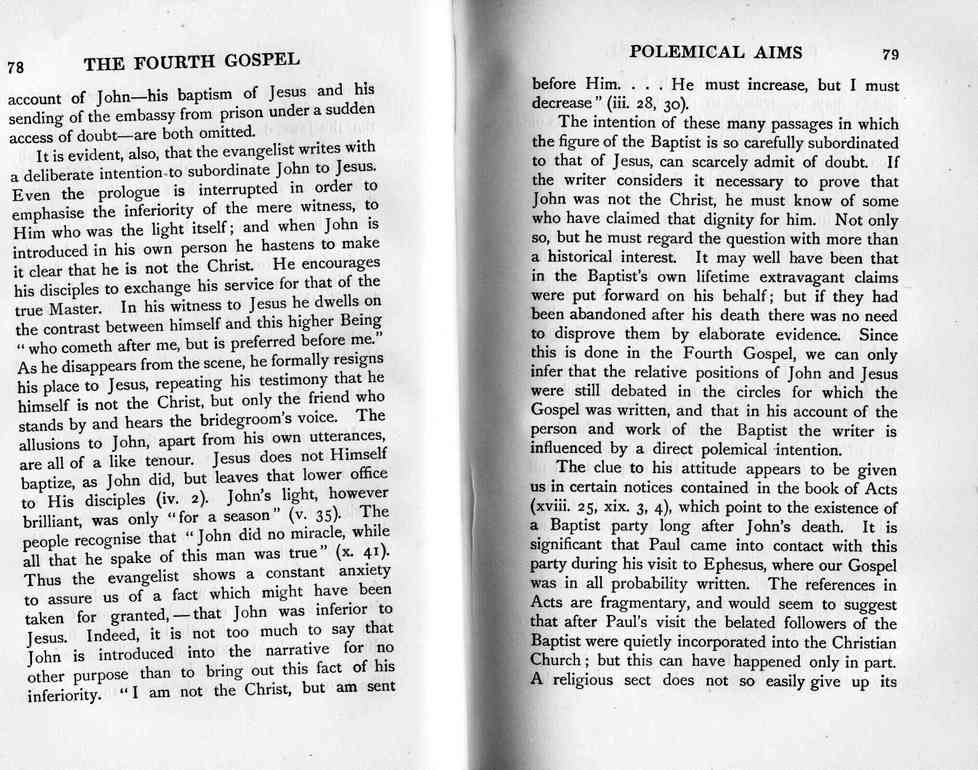 78 THE FOURTH GOSPEL
account of John—his baptism of Jesus and his
sending of the embassy from prison under a sudden
access of doubt—are both omitted.
It is evident, also, that the evangelist writes with
a deliberate intention to subordinate John to Jesus.
Even the prologue is interrupted in order to
emphasise the inferiority of the mere witness, to
Him who was the light itself; and when John is
introduced in his own person he hastens to make
it clear that he is not the Christ. He encourages
his disciples to exchange his service for that of the
true Master. In his witness to Jesus he dwells on
the contrast between himself and this higher Being
“ who cometh after me, but is preferred before me.”
As he disappears from the scene, he formally resigns
his place to Jesus, repeating his testimony that he
himself is not the Christ, but only the friend who
stands by and hears the bridegroom's voice. The
allusions to John, apart from his own utterances,
are all of a like tenour. Jesus does not Himself
baptize, as John did, but leaves that lower office
to His disciples (iv. 2). John's light, however
brilliant, was only “for a season” (v. 35). The
people recognise that “ John did no miracle, while
all that he spake of this man was true” (x. 41).
Thus the evangelist shows a constant anxiety
to assure us of a fact which might have been
taken for granted,—that John was inferior to
Jesus. Indeed, it is not too much to say that
John is introduced into the narrative for no
other purpose than to bring out this fact of his
inferiority. “I am not the Christ, but am sent
POLEMICAL AIMS 79
before Him. . . . He must increase, but I must
decrease” (iii. 28, 30).
The intention of these many passages in which
the figure of the Baptist is so carefully subordinated
to that of Jesus, can scarcely admit of doubt. If
the writer considers it necessary to prove that
John was not the Christ, he must know of some
who have claimed that dignity for him. Not only
so, but he must regard the question with more than
a historical interest. It may well have been that
in the Baptist's own lifetime extravagant claims
were put forward on his behalf; but if they had
been abandoned after his death there was no need
to disprove them by elaborate evidence. Since
this is done in the Fourth Gospel, we can only
infer that the relative positions of John and Jesus
were still debated in the circles for which the
Gospel was written, and that in his account of the
person and work of the Baptist the writer is
influenced by a direct polemical intention.
The clue to his attitude appears to be given
us in certain notices contained in the book of Acts
(xviii. 25, xix. 3, 4), which point to the existence of
a Baptist party long after John's death. It is
significant that Paul came into contact with this
party during his visit to Ephesus, where our Gospel
was in all probability written. The references in
Acts are fragmentary, and would seem to suggest
that after Paul's visit the belated followers of the
Baptist were quietly incorporated into the Christian
Church; but this can have happened only in part.
A religious sect does not so easily give up its